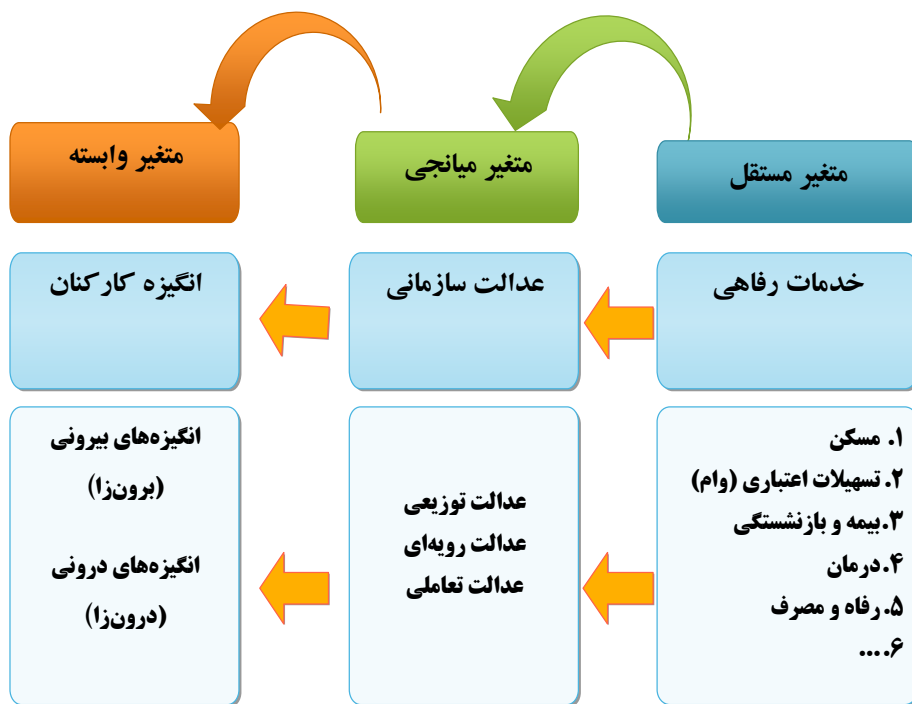 متغیر مستقل
متغیر میانجی
متغیر وابسته
خدمات رفاهی
عدالت سازمانی
انگیزه کارکنان
۱. مسکن
۲. تسهیلات اعتباری (وام)
۳.بیمه و بازنشستگی
۴.درمان
۵. رفاه و مصرف
۶. ...
عدالت توزیعی
عدالت رویه‌ای
عدالت تعاملی
انگیزه‌های بیرونی
(برون‌زا)
انگیزه‌های درونی
(درون‌زا)